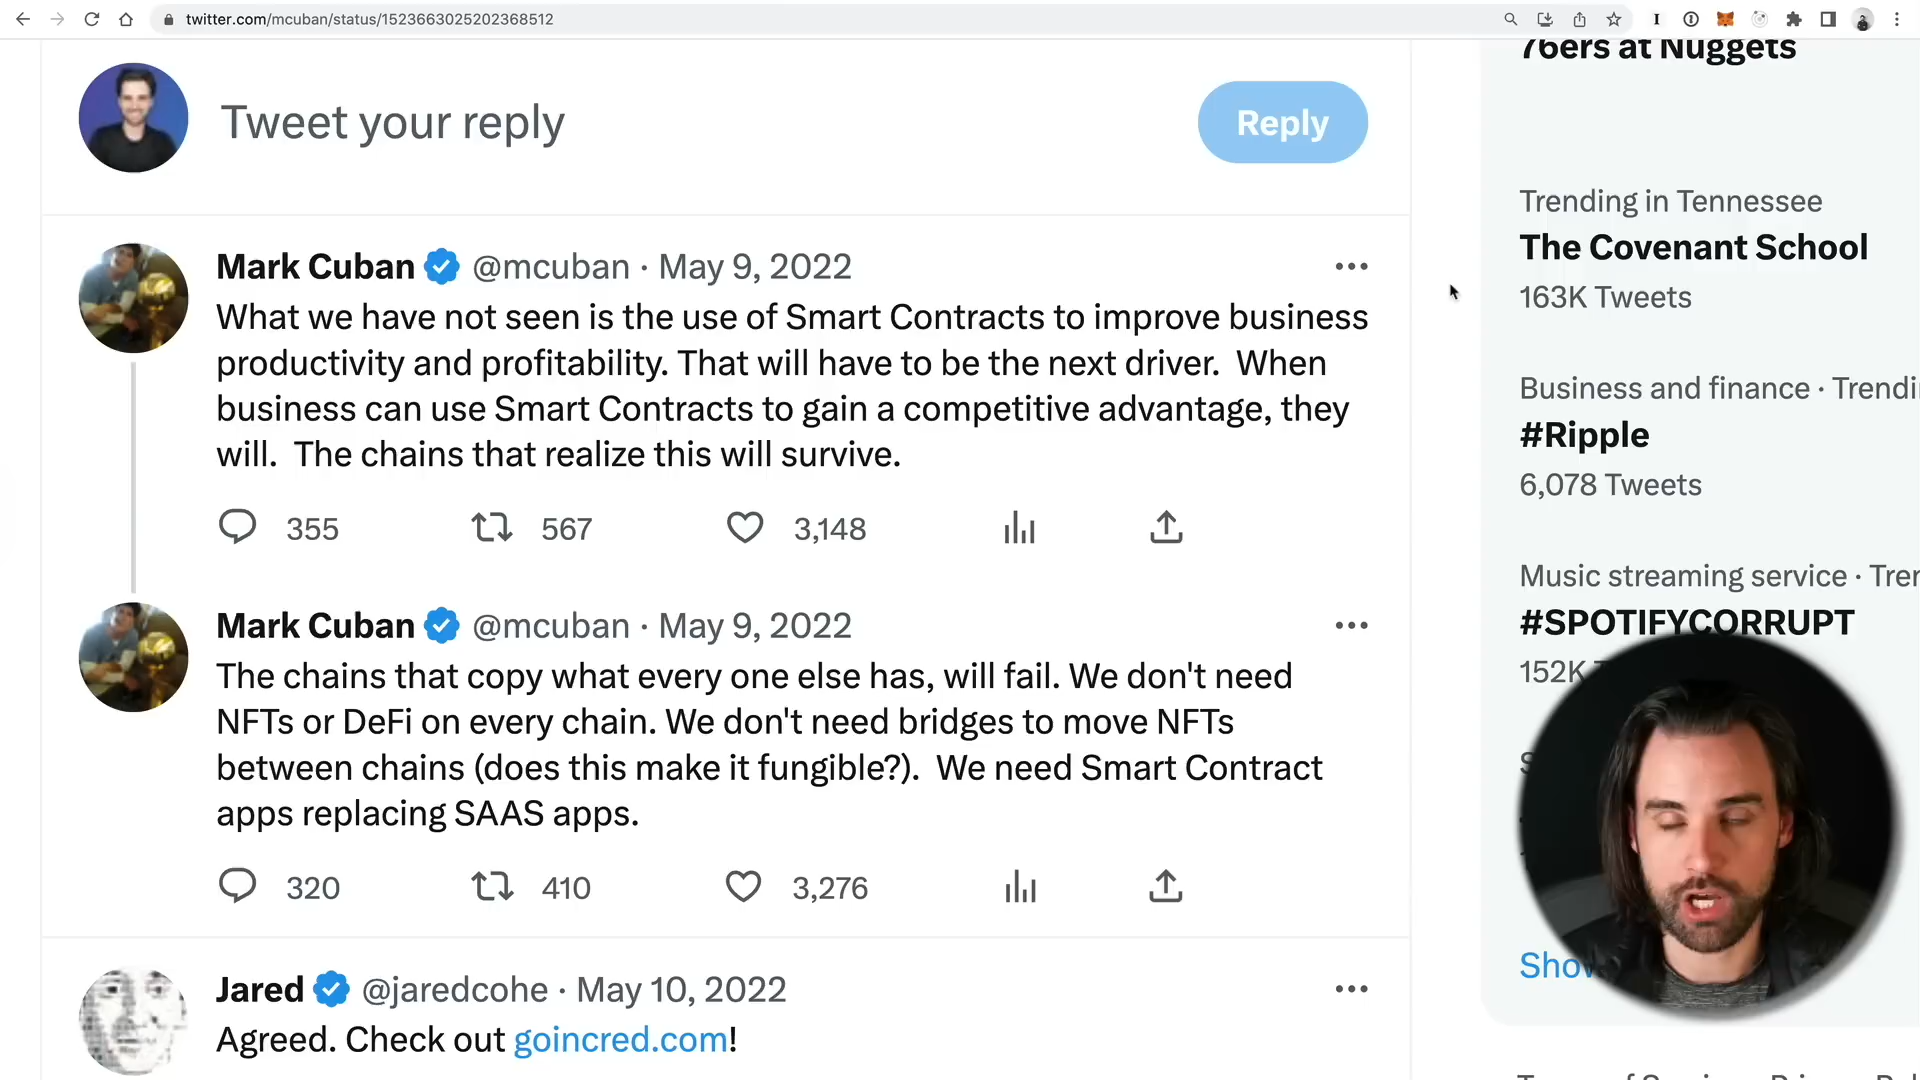 twitter.com/mcuban/status/1523663025202368512
Tweet your reply
Reply
Mark Cuban @mcuban · May 9, 2022
What we have not seen is the use of Smart Contracts to improve business
productivity and profitability. That will have to be the next driver.  When
business can use Smart Contracts to gain a competitive advantage, they
will.  The chains that realize this will survive.
355 567 3,148
Mark Cuban @mcuban · May 9, 2022
The chains that copy what every one else has, will fail. We don't need
NFTs or DeFi on every chain. We don't need bridges to move NFTs
between chains (does this make it fungible?).  We need Smart Contract
apps replacing SAAS apps.
320 410 3,276
Jared @jaredcohe · May 10, 2022
Agreed. Check out goincred.com!
76ers at Nuggets
Trending in Tennessee
The Covenant School
163K Tweets
Business and finance ·
#Ripple
6,078 Tweets
Music streaming service ·
#SPOTIFYCORRUPT
152K